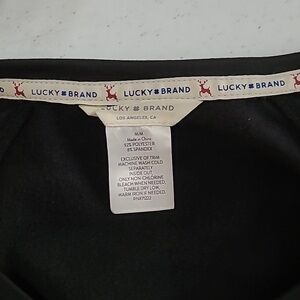 LUCKY BRAND LUCKY BRAND LUCKY BRAND
LUCKY BRAND
LOS ANGELES, CA
M/M
Made in China
92% POLYESTER
8% SPANDEX
EXCLUSIVE OF TRIM
MACHINE WASH COLD
SEPARATELY
INSIDE OUT
ONLY NON CHLORINE
BLEACH WHEN NEEDED,
TUMBLE DRY LOW.
WARM IRON IF NEEDED.